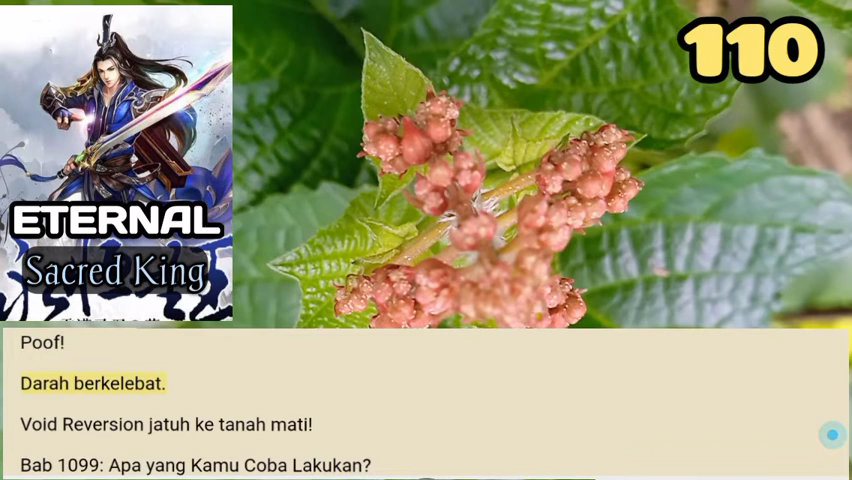 110
ETERNAL
Sacred King
Poof!
Darah berkelebat.
Void Reversion jatuh ke tanah mati!
Bab 1099: Apa yang Kamu Coba Lakukan?